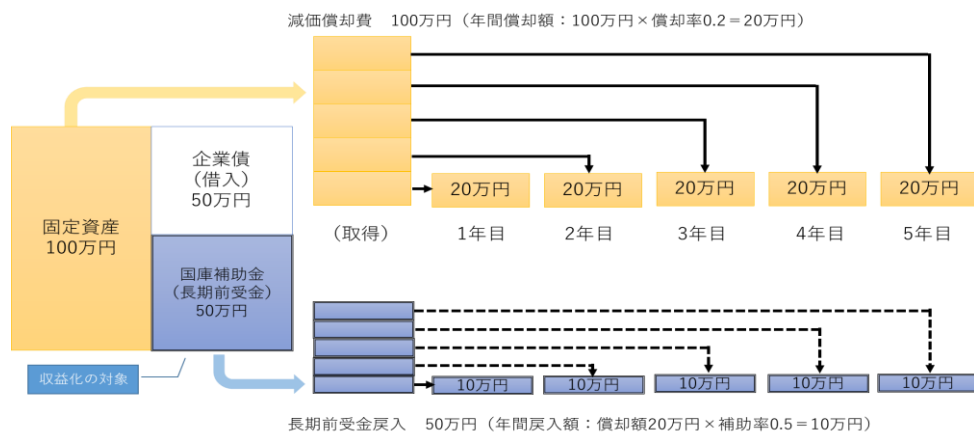 減価償却費　100万円（年間償却額：100万円×償却率0.2＝20万円）
企業債
(借入)
50万円
固定資産
100万円
国庫補助金
(長期前受金)
50万円
収益化の対象
20万円
20万円
20万円
20万円
20万円
(取得)
1年目
2年目
3年目
4年目
5年目
10万円
10万円
10万円
10万円
10万円
長期前受金戻入　50万円（年間戻入額：償却額20万円×補助率0.5＝10万円）